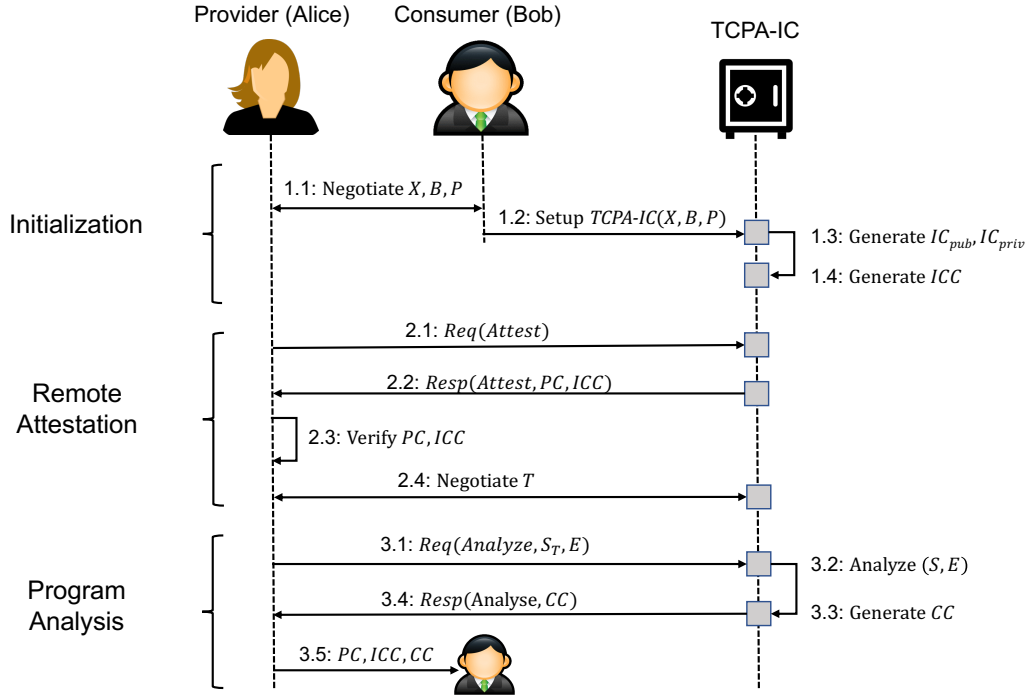 Provider (Alice)
Consumer (Bob)
TCPA-IC
Initialization
1.1: Negotiate X, B, P
1.2: Setup TCPA-IC(X, B, P)
1.3: Generate IC_pub, IC_priv
1.4: Generate ICC
Remote
Attestation
2.1: Req(Attest)
2.2: Resp(Attest, PC, ICC)
2.3: Verify PC, ICC
2.4: Negotiate T
Program
Analysis
3.1: Req(Analyze, S_T, E)
3.2: Analyze (S, E)
3.3: Generate CC
3.4: Resp(Analyse, CC)
3.5: PC, ICC, CC